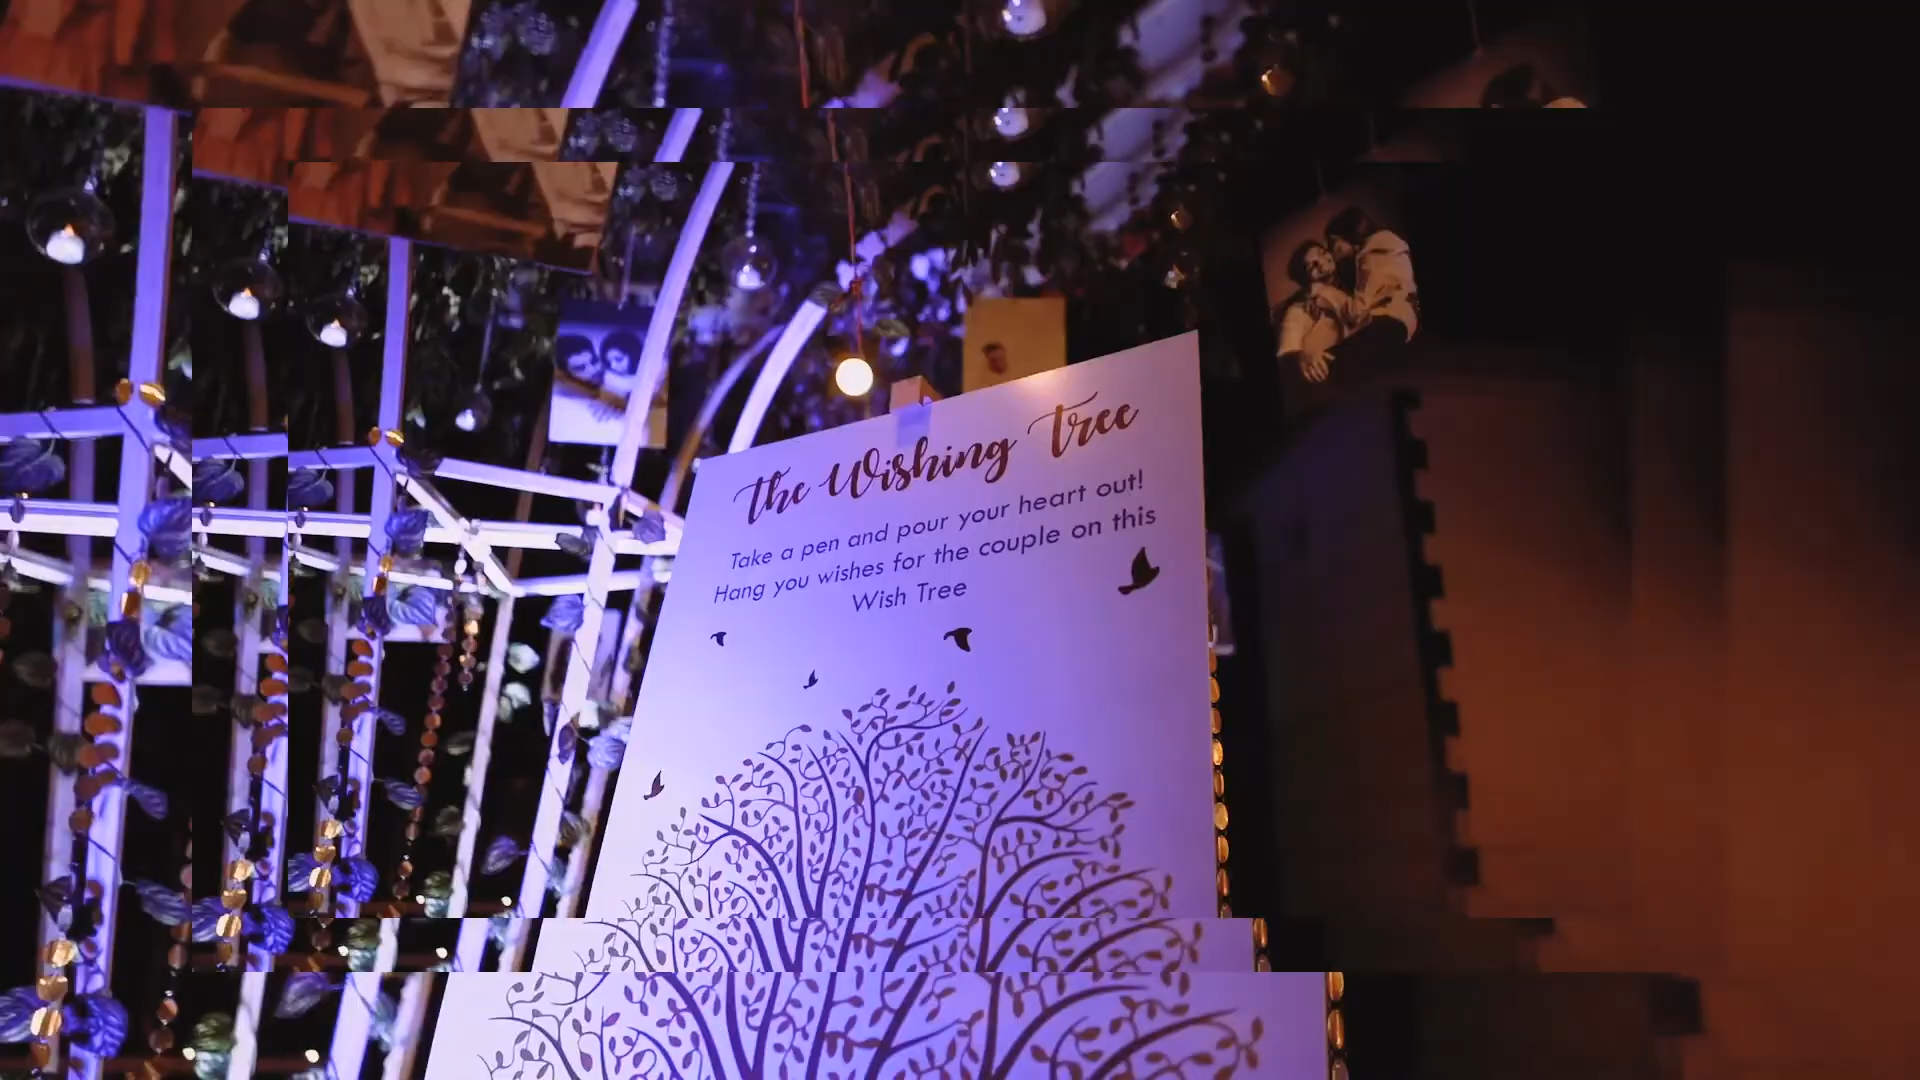 the Wishing Tree
Take a pen and pour your heart out!
Hang you wishes for the couple on this
Wish Tree